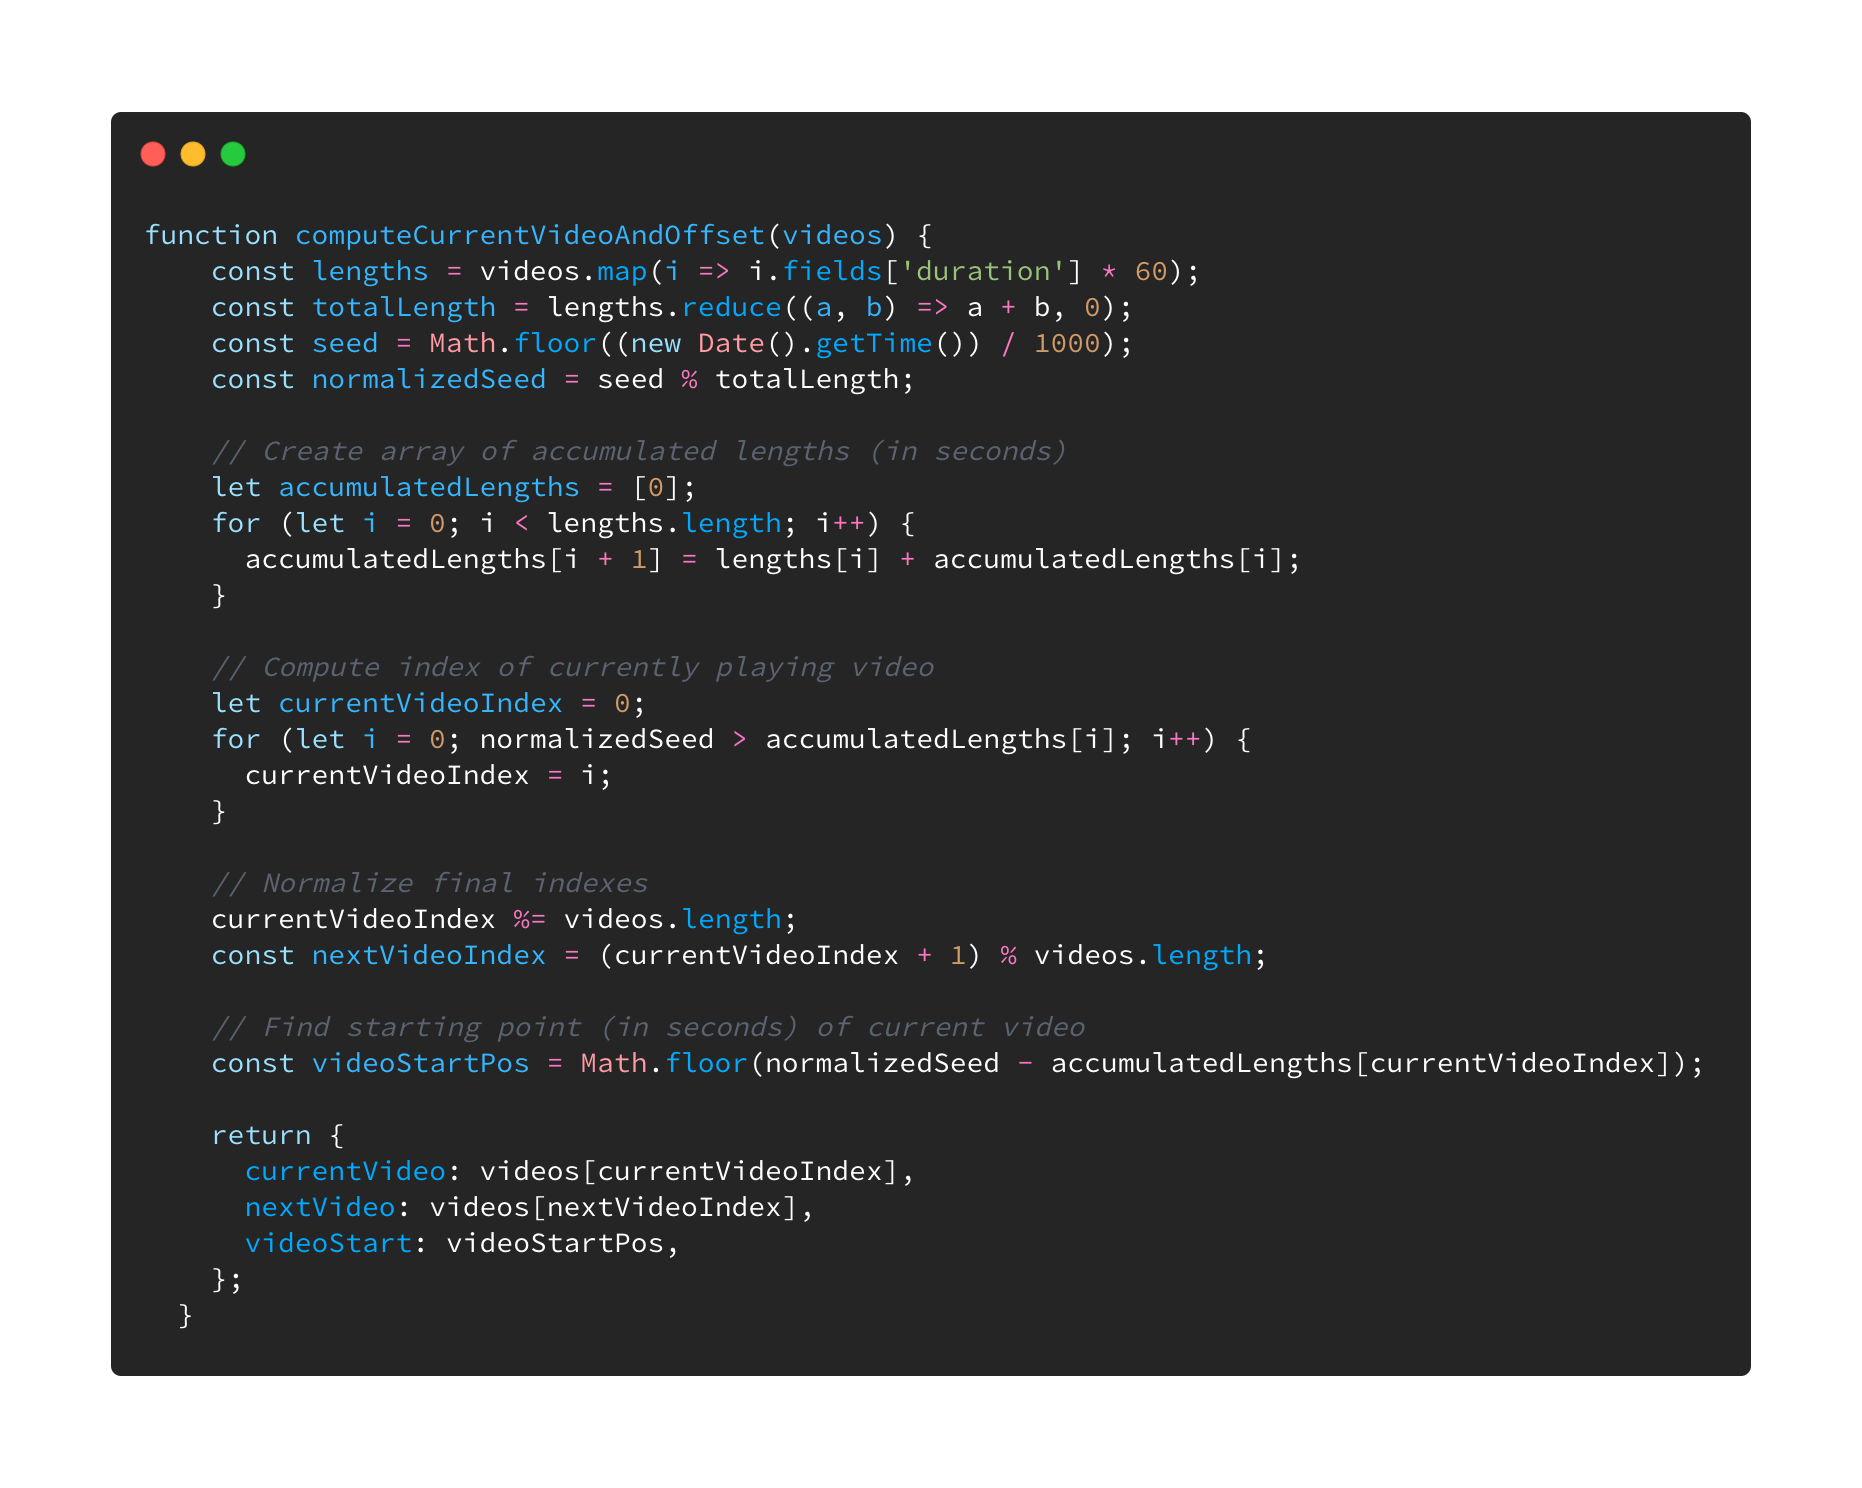 function computeCurrentVideoAndOffset(videos) {
    const lengths = videos.map(i => i.fields['duration'] * 60);
    const totalLength = lengths.reduce((a, b) => a + b, 0);
    const seed = Math.floor((new Date().getTime()) / 1000);
    const normalizedSeed = seed % totalLength;

    // Create array of accumulated lengths (in seconds)
    let accumulatedLengths = [0];
    for (let i = 0; i < lengths.length; i++) {
      accumulatedLengths[i + 1] = lengths[i] + accumulatedLengths[i];
    }

    // Compute index of currently playing video
    let currentVideoIndex = 0;
    for (let i = 0; normalizedSeed > accumulatedLengths[i]; i++) {
      currentVideoIndex = i;
    }

    // Normalize final indexes
    currentVideoIndex %= videos.length;
    const nextVideoIndex = (currentVideoIndex + 1) % videos.length;

    // Find starting point (in seconds) of current video
    const videoStartPos = Math.floor(normalizedSeed - accumulatedLengths[currentVideoIndex]);

    return {
      currentVideo: videos[currentVideoIndex],
      nextVideo: videos[nextVideoIndex],
      videoStart: videoStartPos,
    };
  }